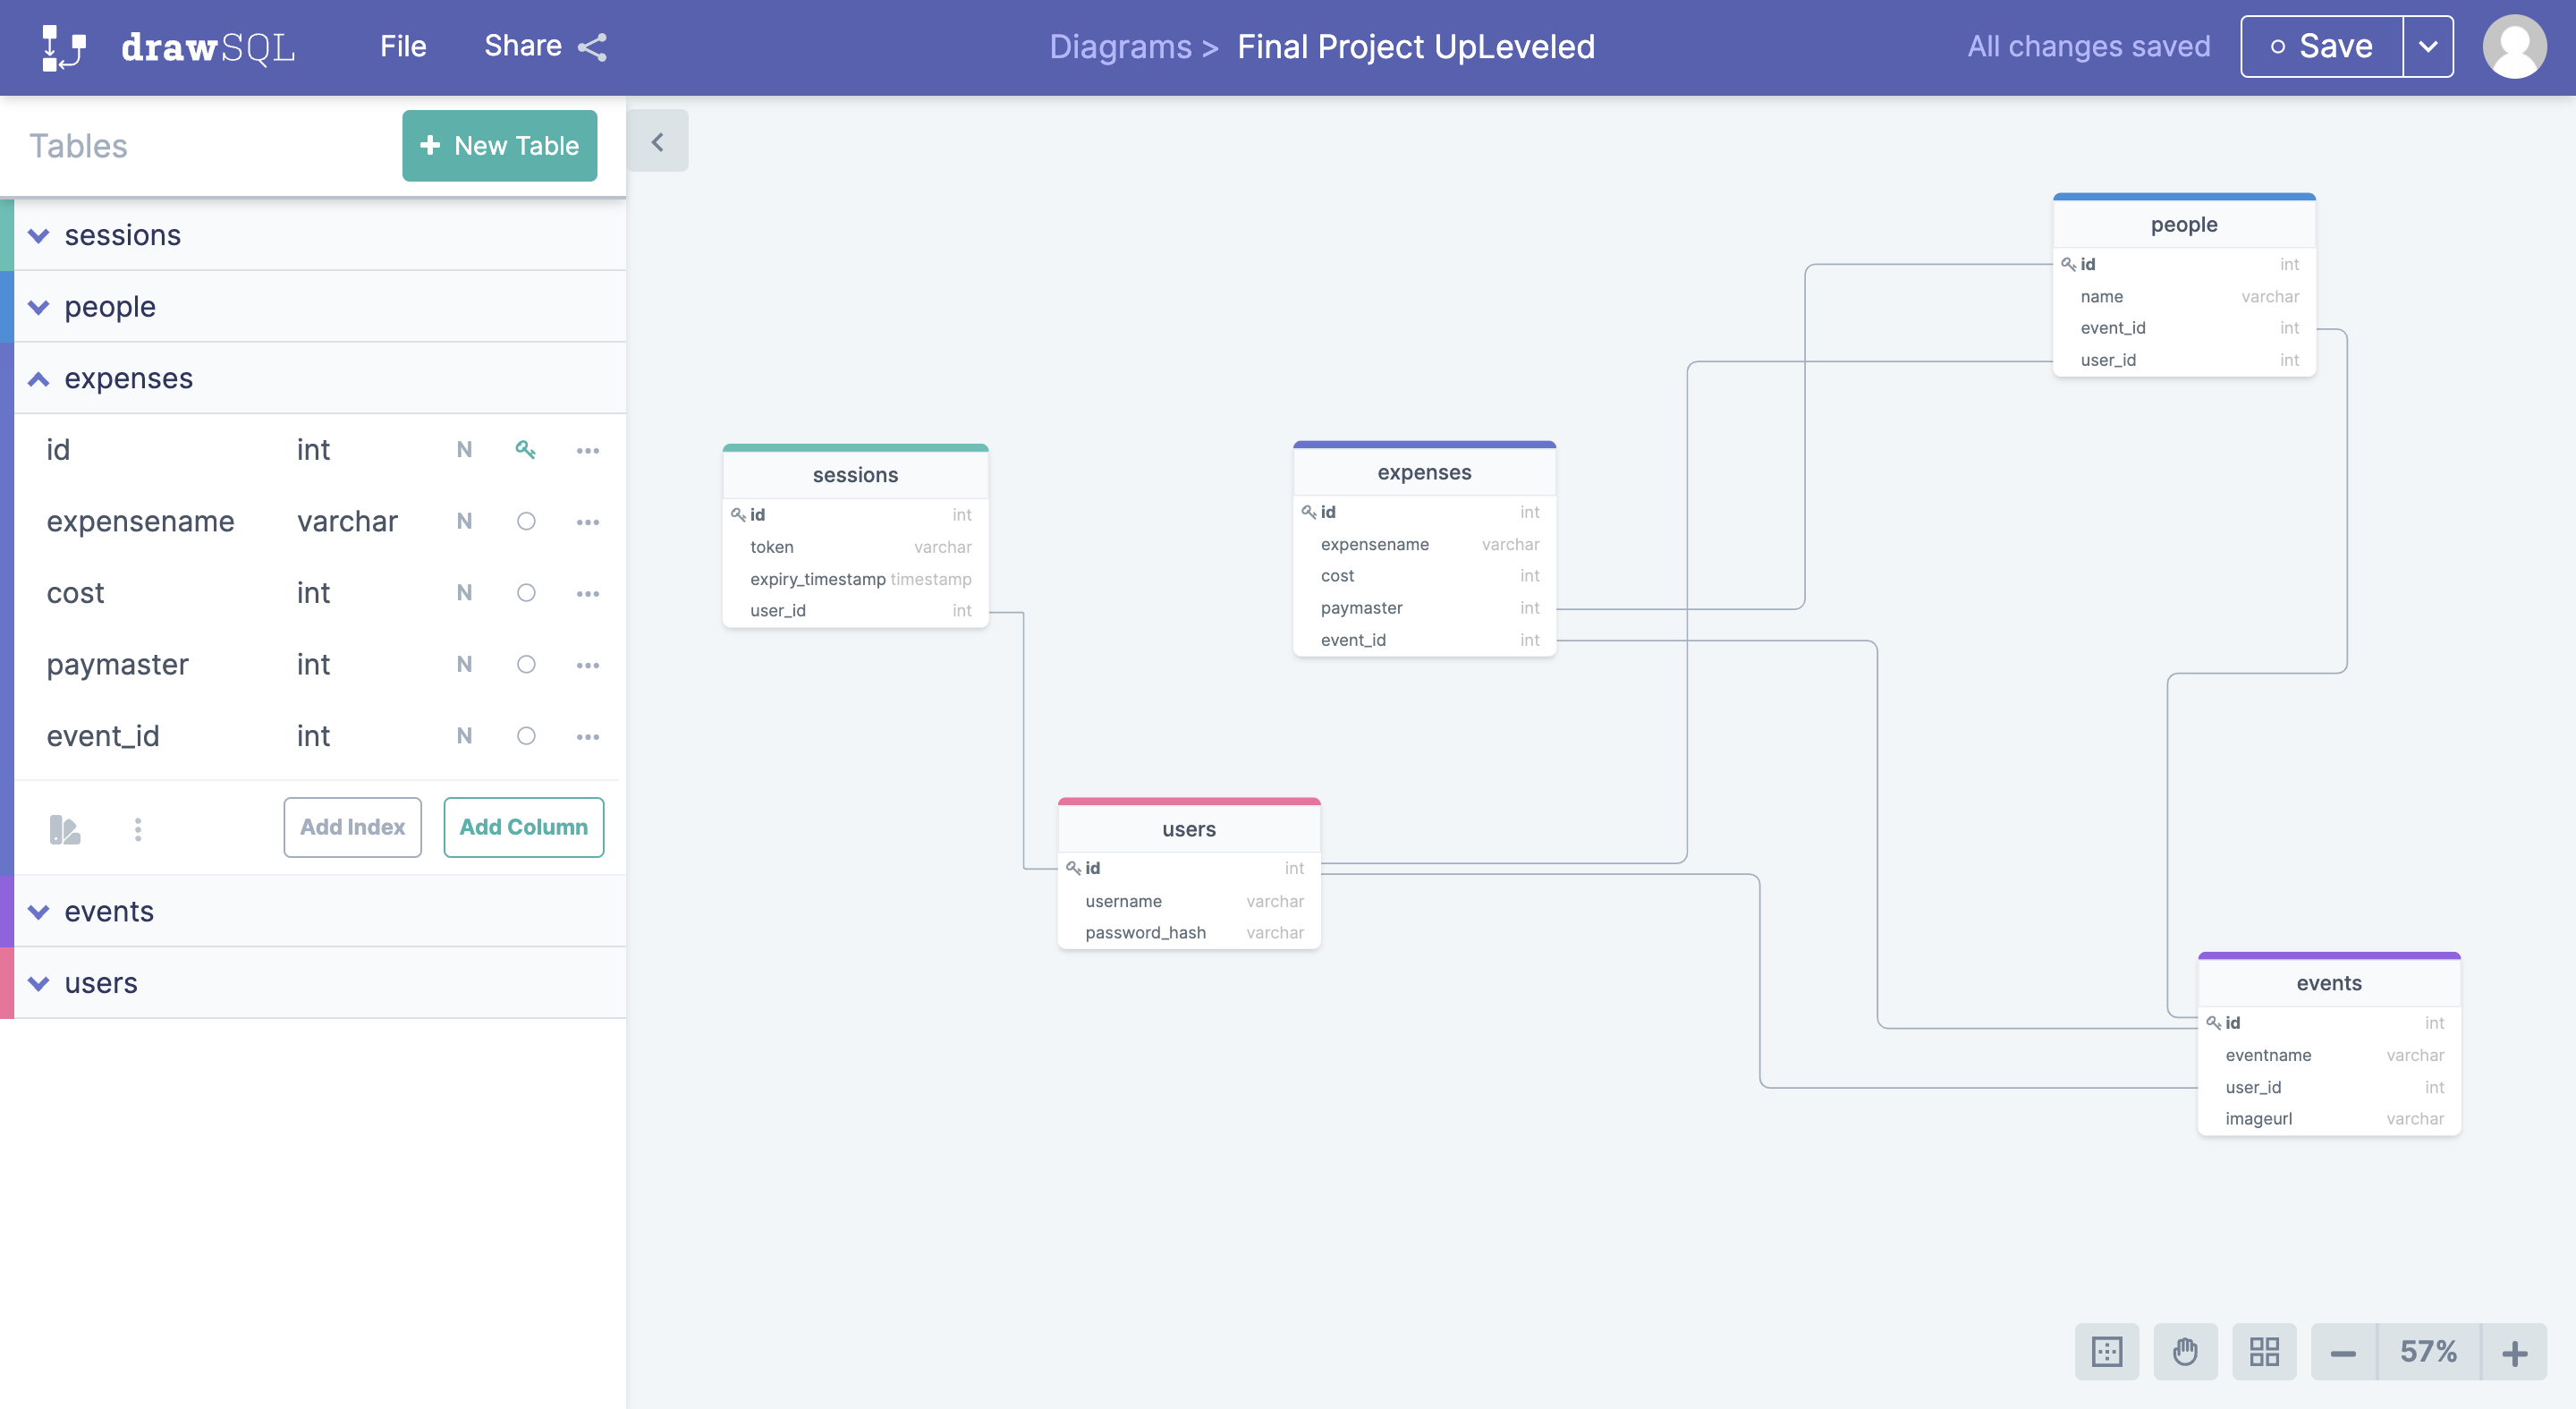 drawSQL File Share Diagrams > Final Project UpLeveled All changes saved Save
Tables + New Table
sessions
people
expenses
id int N
expensename varchar N
cost int N
paymaster int N
event_id int N
Add Index Add Column
events
users
sessions
id int
token varchar
expiry_timestamp timestamp
user_id int
expenses
id int
expensename varchar
cost int
paymaster int
event_id int
people
id int
name varchar
event_id int
user_id int
users
id int
username varchar
password_hash varchar
events
id int
eventname varchar
user_id int
imageurl varchar
57%